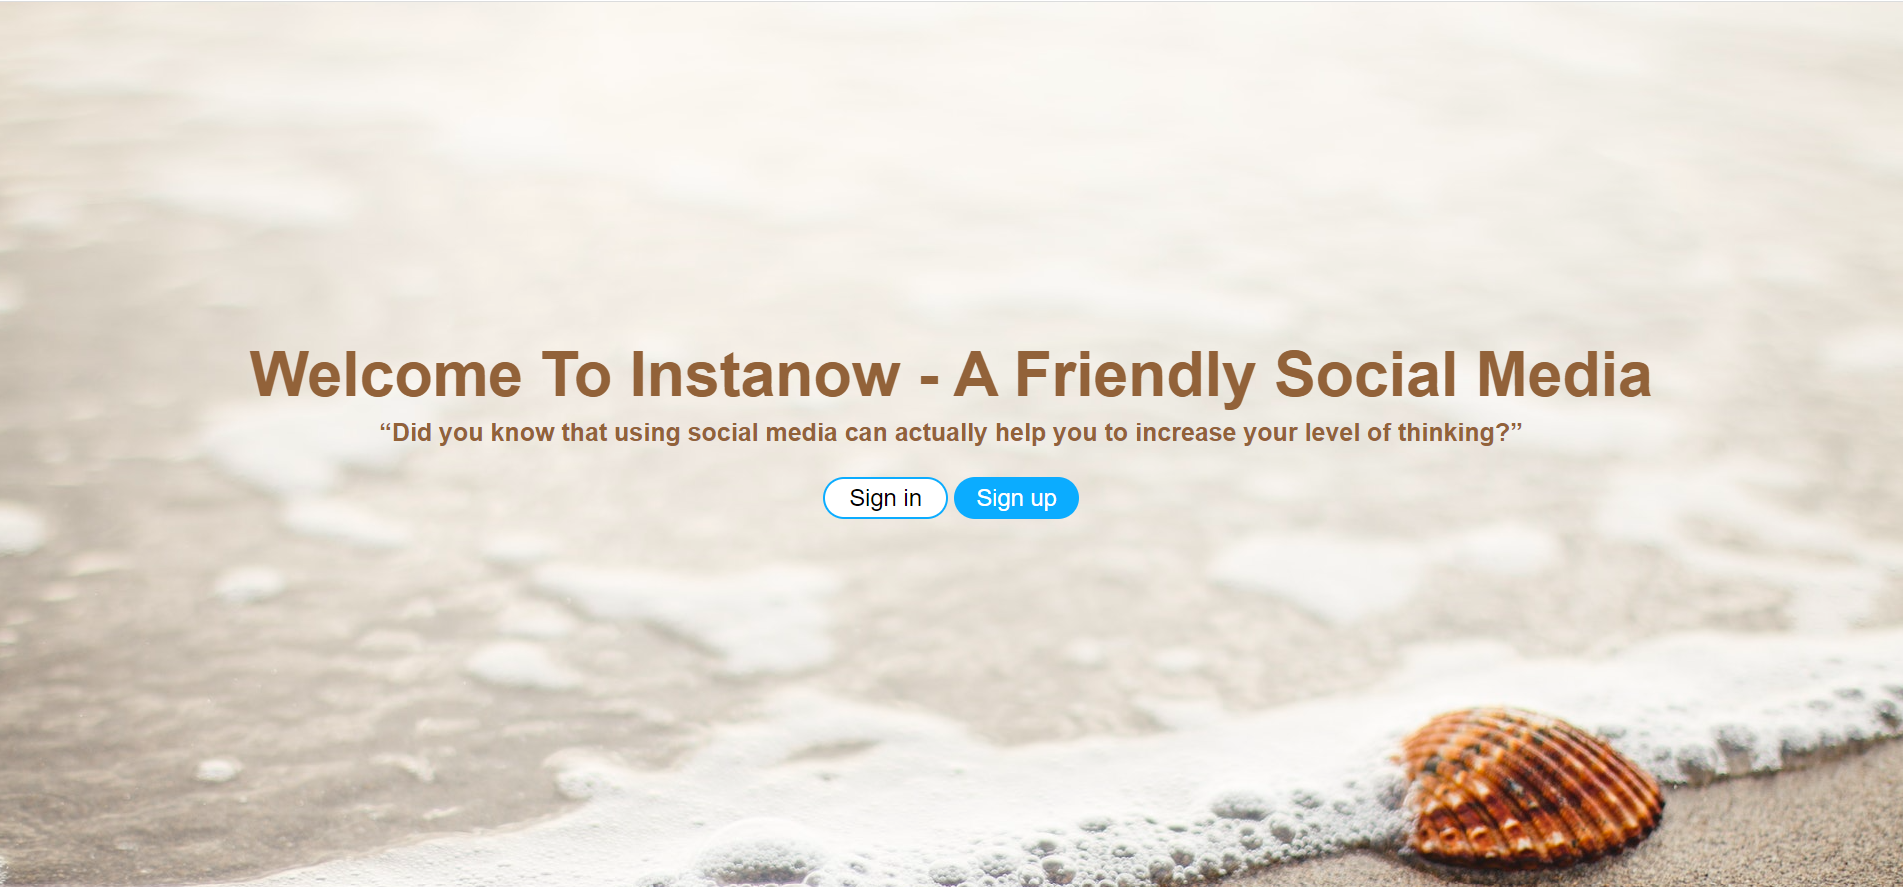 Welcome To Instanow - A Friendly Social Media
“Did you know that using social media can actually help you to increase your level of thinking?”
Sign in
Sign up